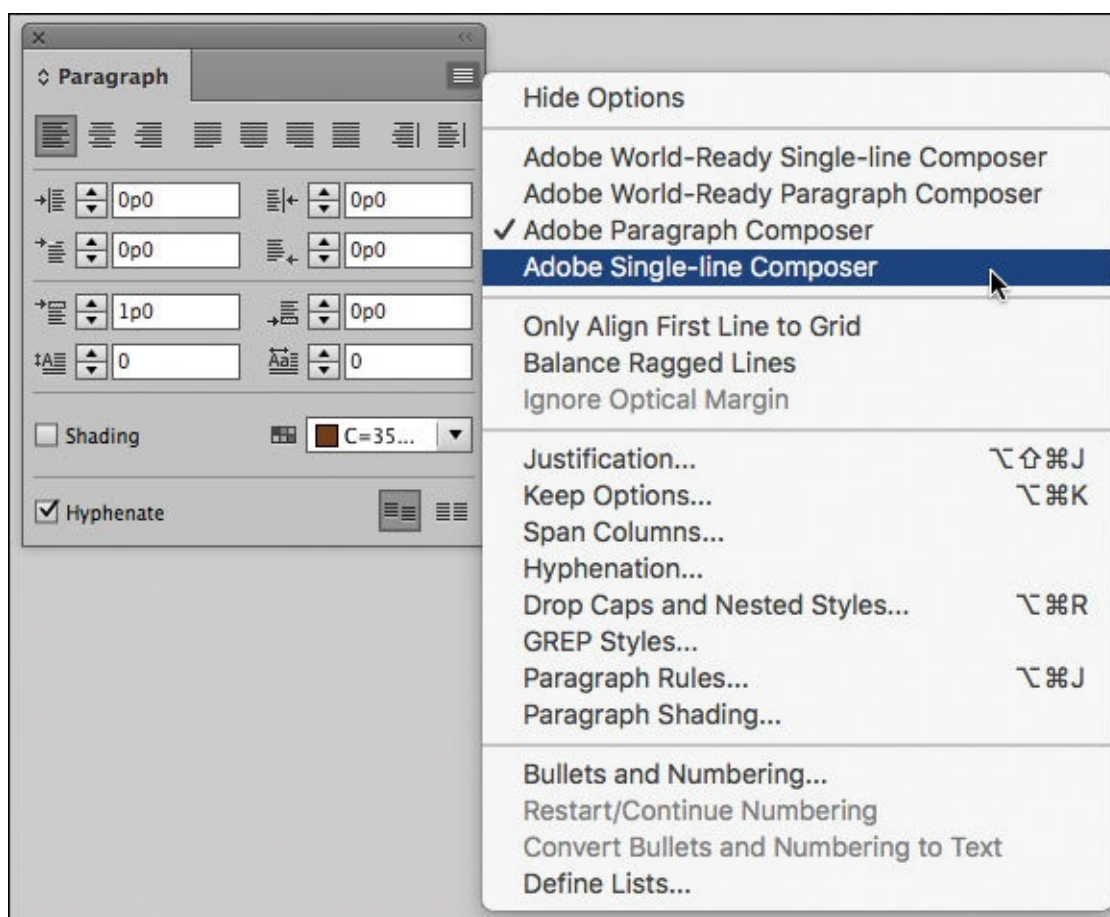 Paragraph
0p0 0p0
0p0 0p0
1p0 0p0
0 0
Shading C=35...
Hyphenate
Hide Options
Adobe World-Ready Single-line Composer
Adobe World-Ready Paragraph Composer
✓ Adobe Paragraph Composer
Adobe Single-line Composer
Only Align First Line to Grid
Balance Ragged Lines
Ignore Optical Margin
Justification... ⌥⇧⌘J
Keep Options... ⌥⌘K
Span Columns...
Hyphenation...
Drop Caps and Nested Styles... ⌥⌘R
GREP Styles...
Paragraph Rules... ⌥⌘J
Paragraph Shading...
Bullets and Numbering...
Restart/Continue Numbering
Convert Bullets and Numbering to Text
Define Lists...